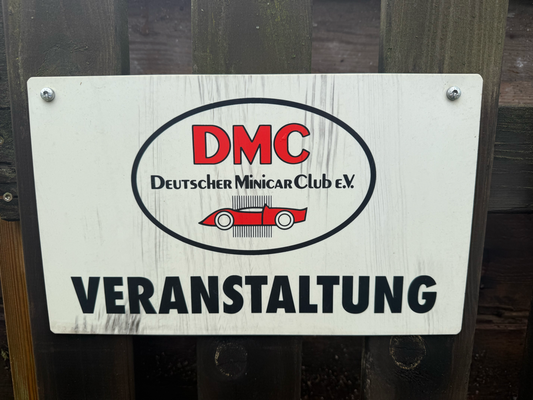 DMC
Deutscher Minicar Club e.V.
VERANSTALTUNG